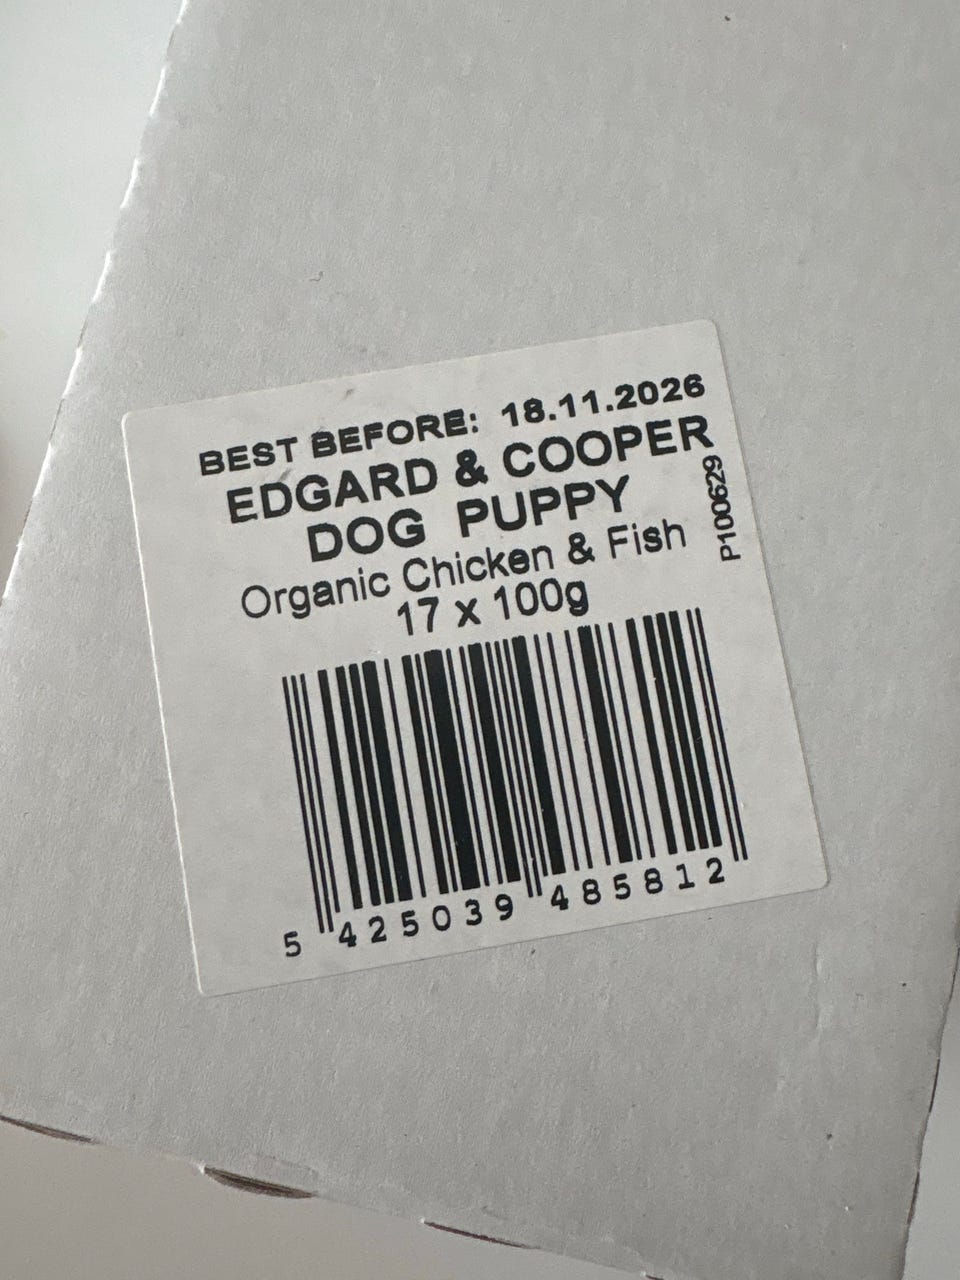 BEST BEFORE: 18.11.2026
EDGARD & COOPER
DOG PUPPY
Organic Chicken & Fish
17 x 100g
P100629
5 425039 485812